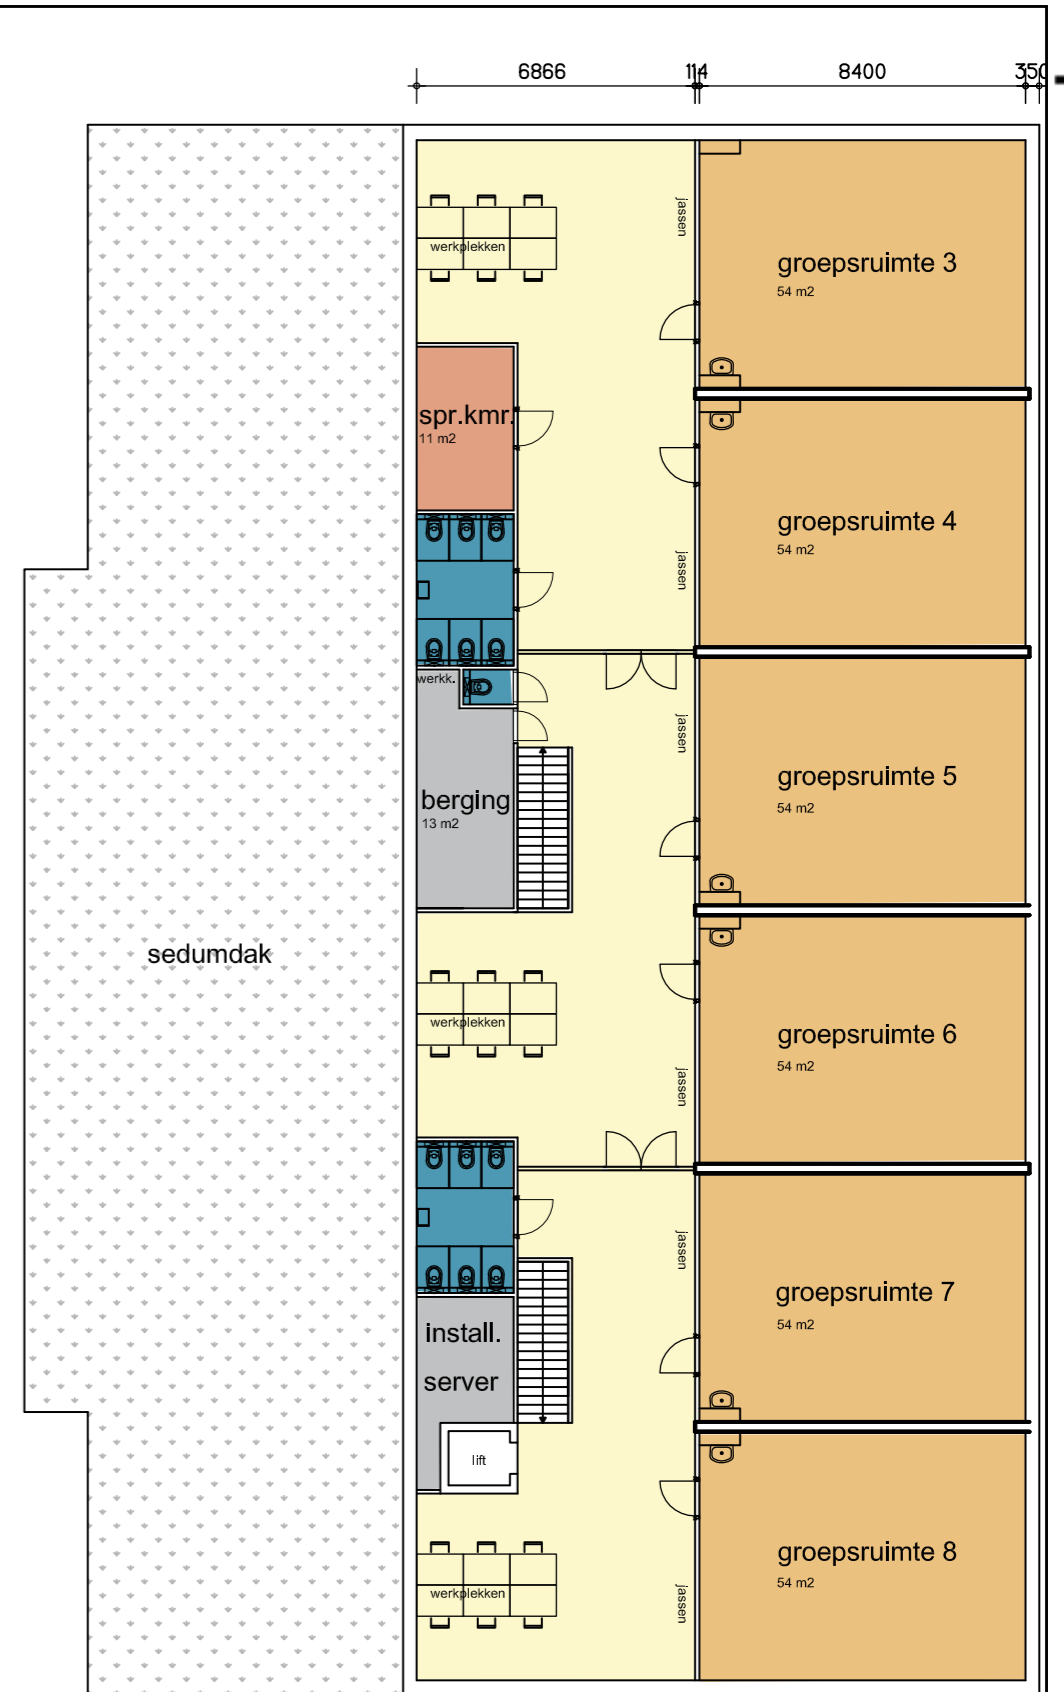 6866 114 8400 350
jassen
werkplekken
groepsruimte 3
54 m2
spr.kmr.
11 m2
groepsruimte 4
54 m2
jassen
werkk.
jassen
groepsruimte 5
54 m2
berging
13 m2
sedumdak
werkplekken
groepsruimte 6
54 m2
jassen
jassen
groepsruimte 7
54 m2
install.
server
lift
groepsruimte 8
54 m2
werkplekken
jassen